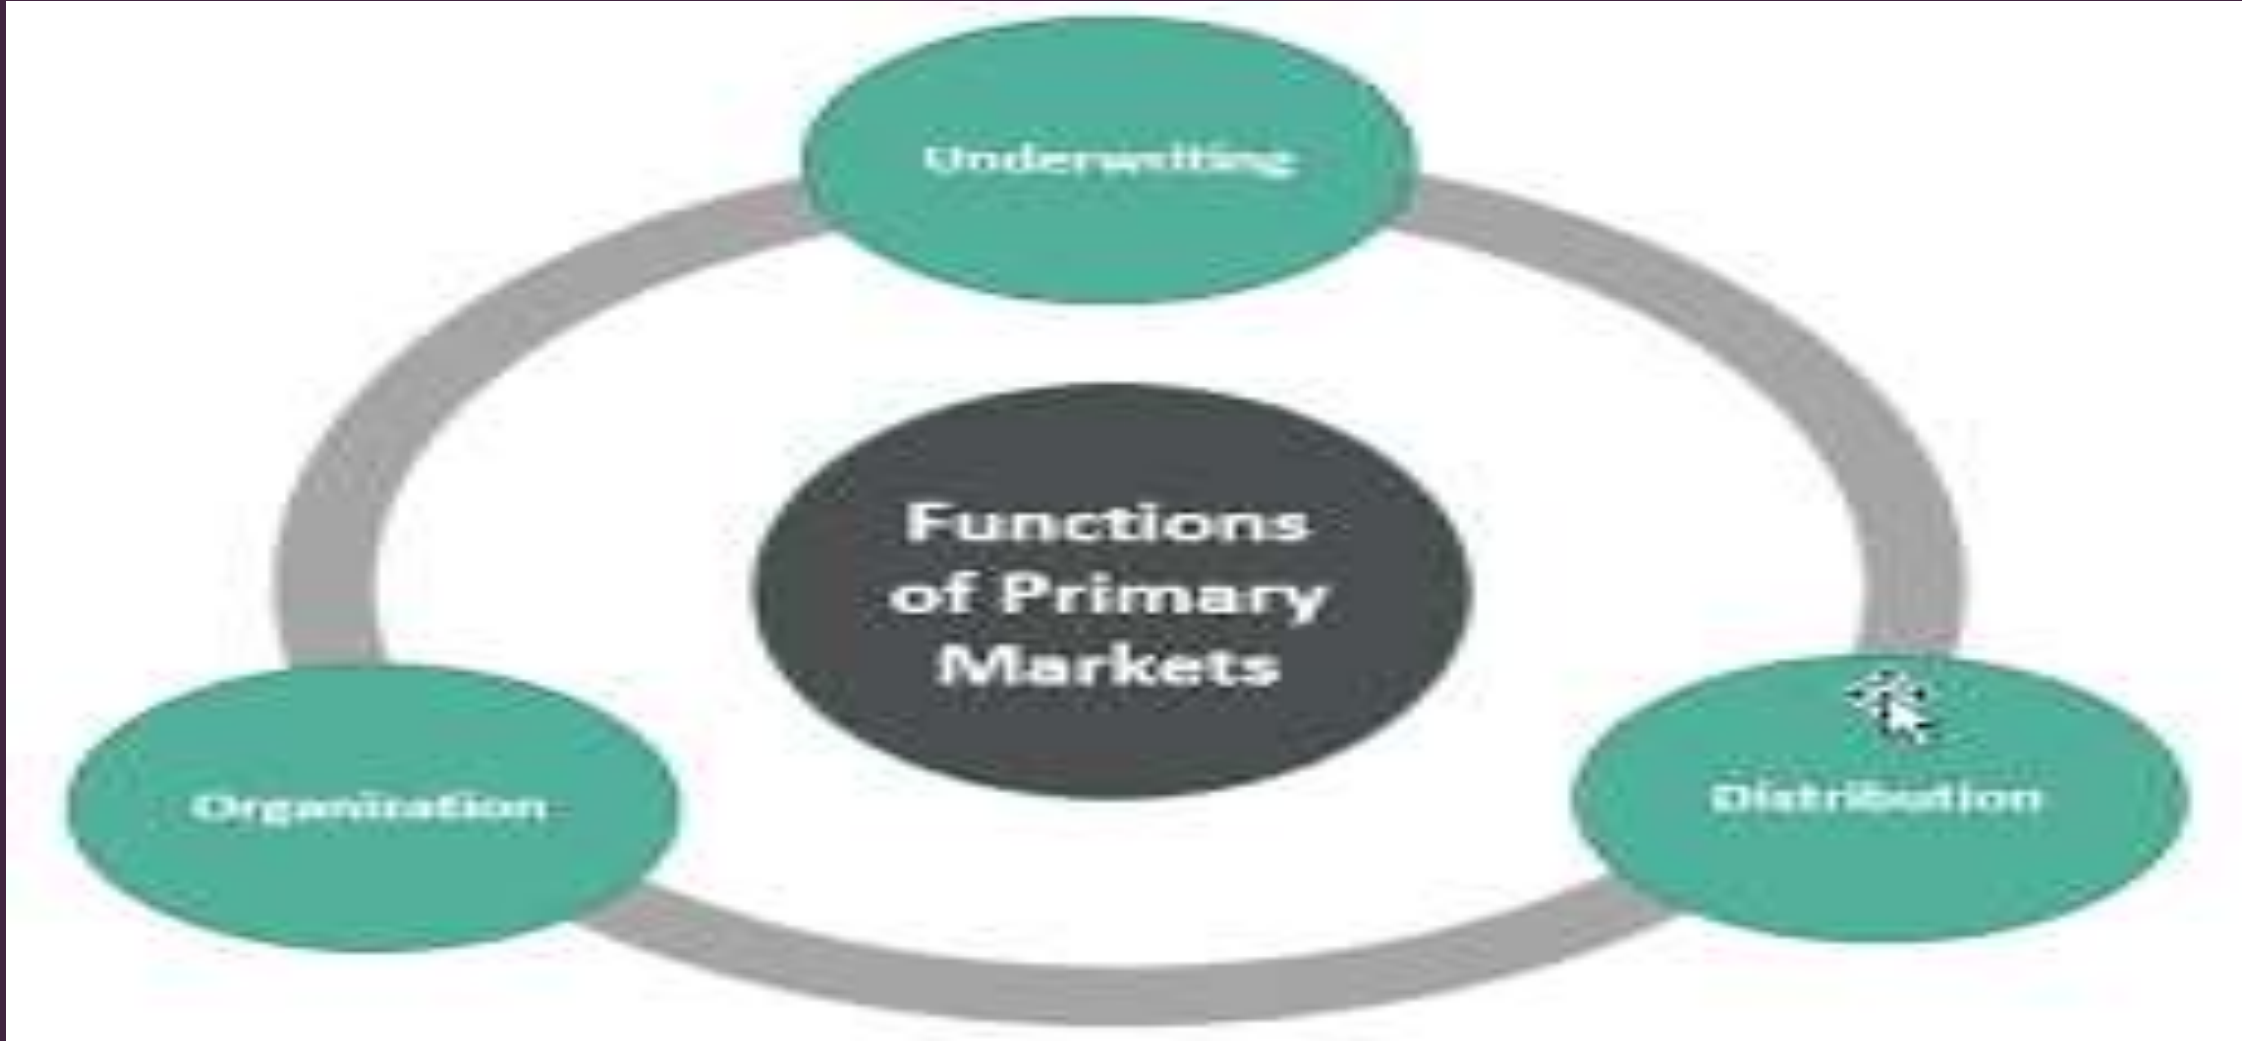 Underwriting
Functions
of Primary
Markets
Organization
Distribution